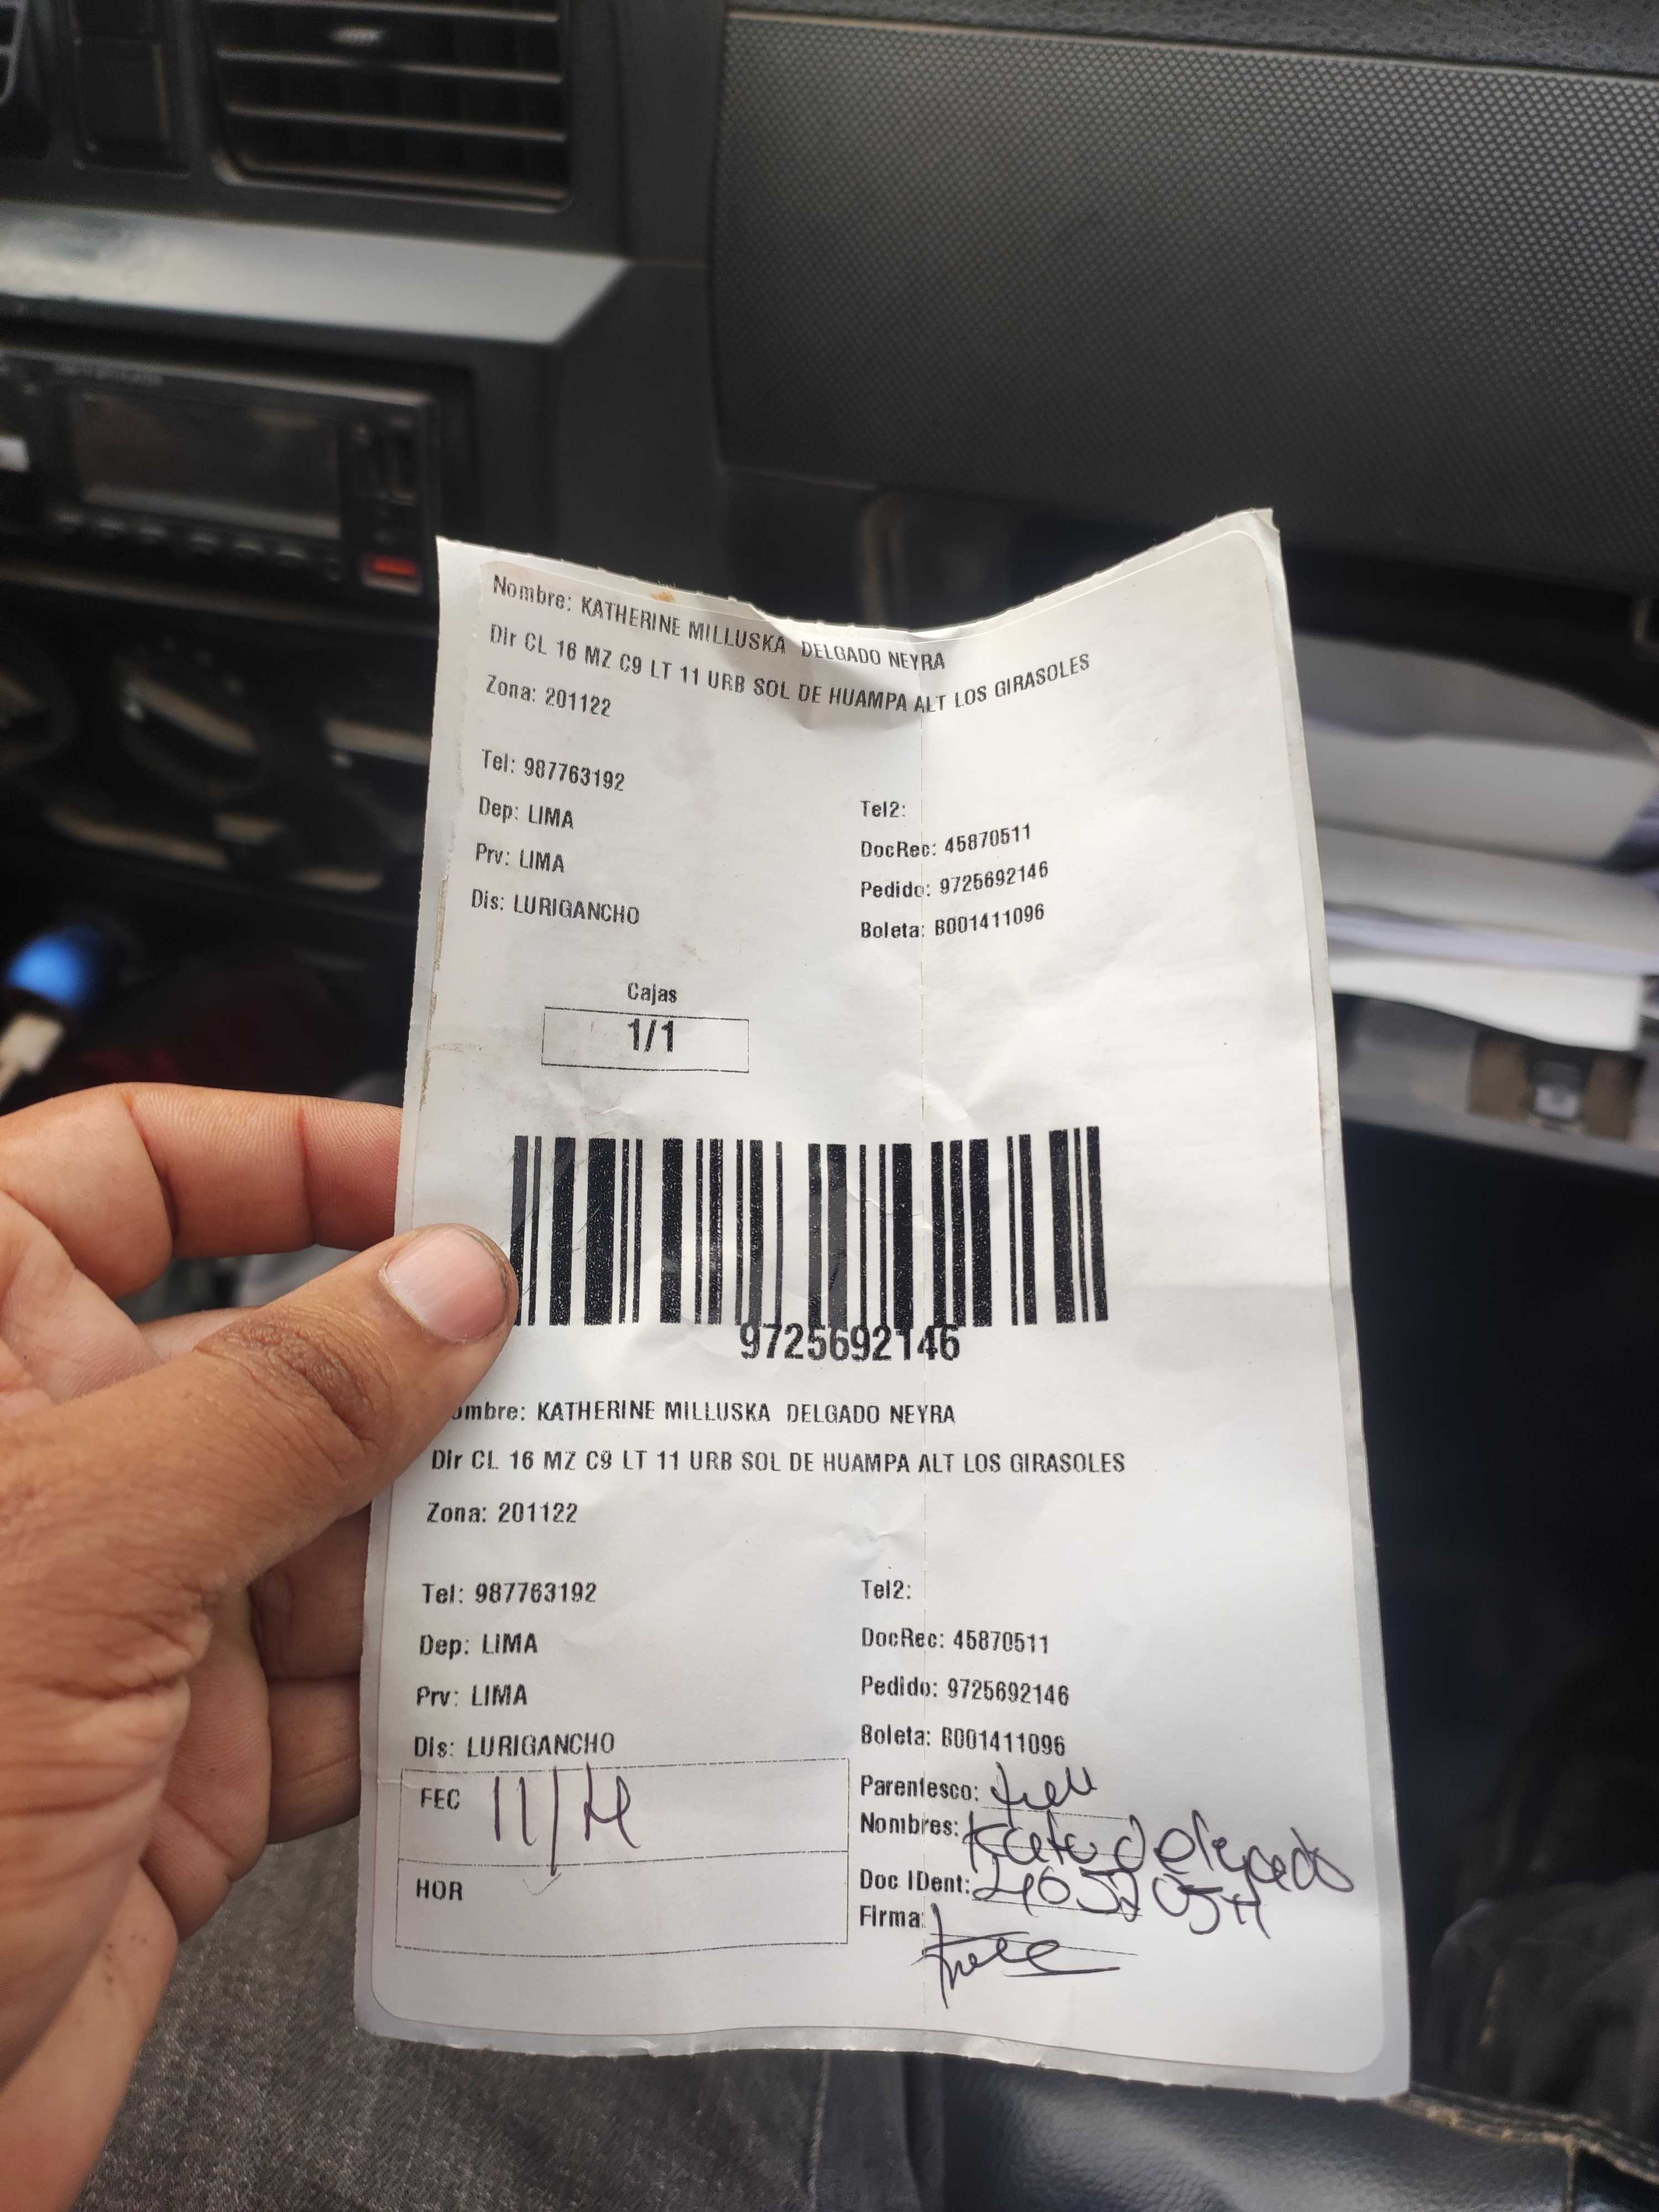 Nombre: KATHERINE MILLUSKA DELGADO NEYRA
Dir CL 16 MZ C9 LT 11 URB SOL DE HUAMPA ALT LOS GIRASOLES
Zona: 201122
Tel: 987763192
Tel2:
Dep: LIMA
DocRec: 45870511
Prv: LIMA
Pedido: 9725692146
Dis: LURIGANCHO
Boleta: B001411096
Cajas
1/1
9725692146
ombre: KATHERINE MILLUSKA DELGADO NEYRA
Dir CL 16 MZ C9 LT 11 URB SOL DE HUAMPA ALT LOS GIRASOLES
Zona: 201122
Tel: 987763192
Tel2:
Dep: LIMA
DocRec: 45870511
Prv: LIMA
Pedido: 9725692146
Dis: LURIGANCHO
Boleta: B001411096
FEC 11/
Parentesco:
Nombres: Delgado
HOR
Doc IDent:
Firma: